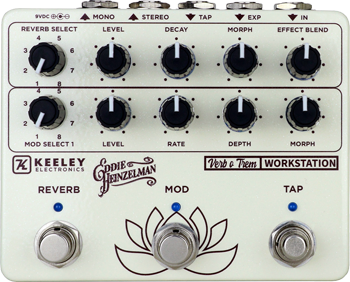 9VDC MONO STEREO TAP EXP IN
REVERB SELECT LEVEL DECAY MORPH EFFECT BLEND
4 5
3 6
2 7
1 8
4 5
3 6
2 7
1 8
MOD SELECT 1 LEVEL RATE DEPTH MORPH
KEELEY
ELECTRONICS
EDDIE
HEINZELMAN
Verb o Trem WORKSTATION
REVERB MOD TAP